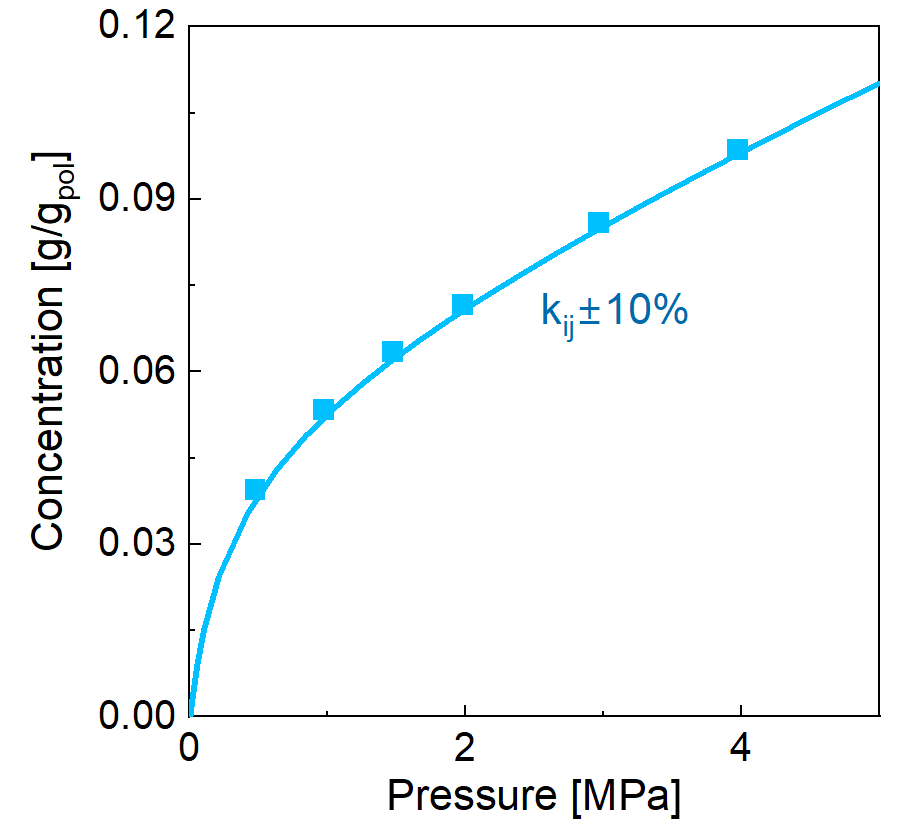 0.12
0.09
0.06
0.03
0.00
0
2
4
Concentration [g/gpol]
kij±10%
Pressure [MPa]